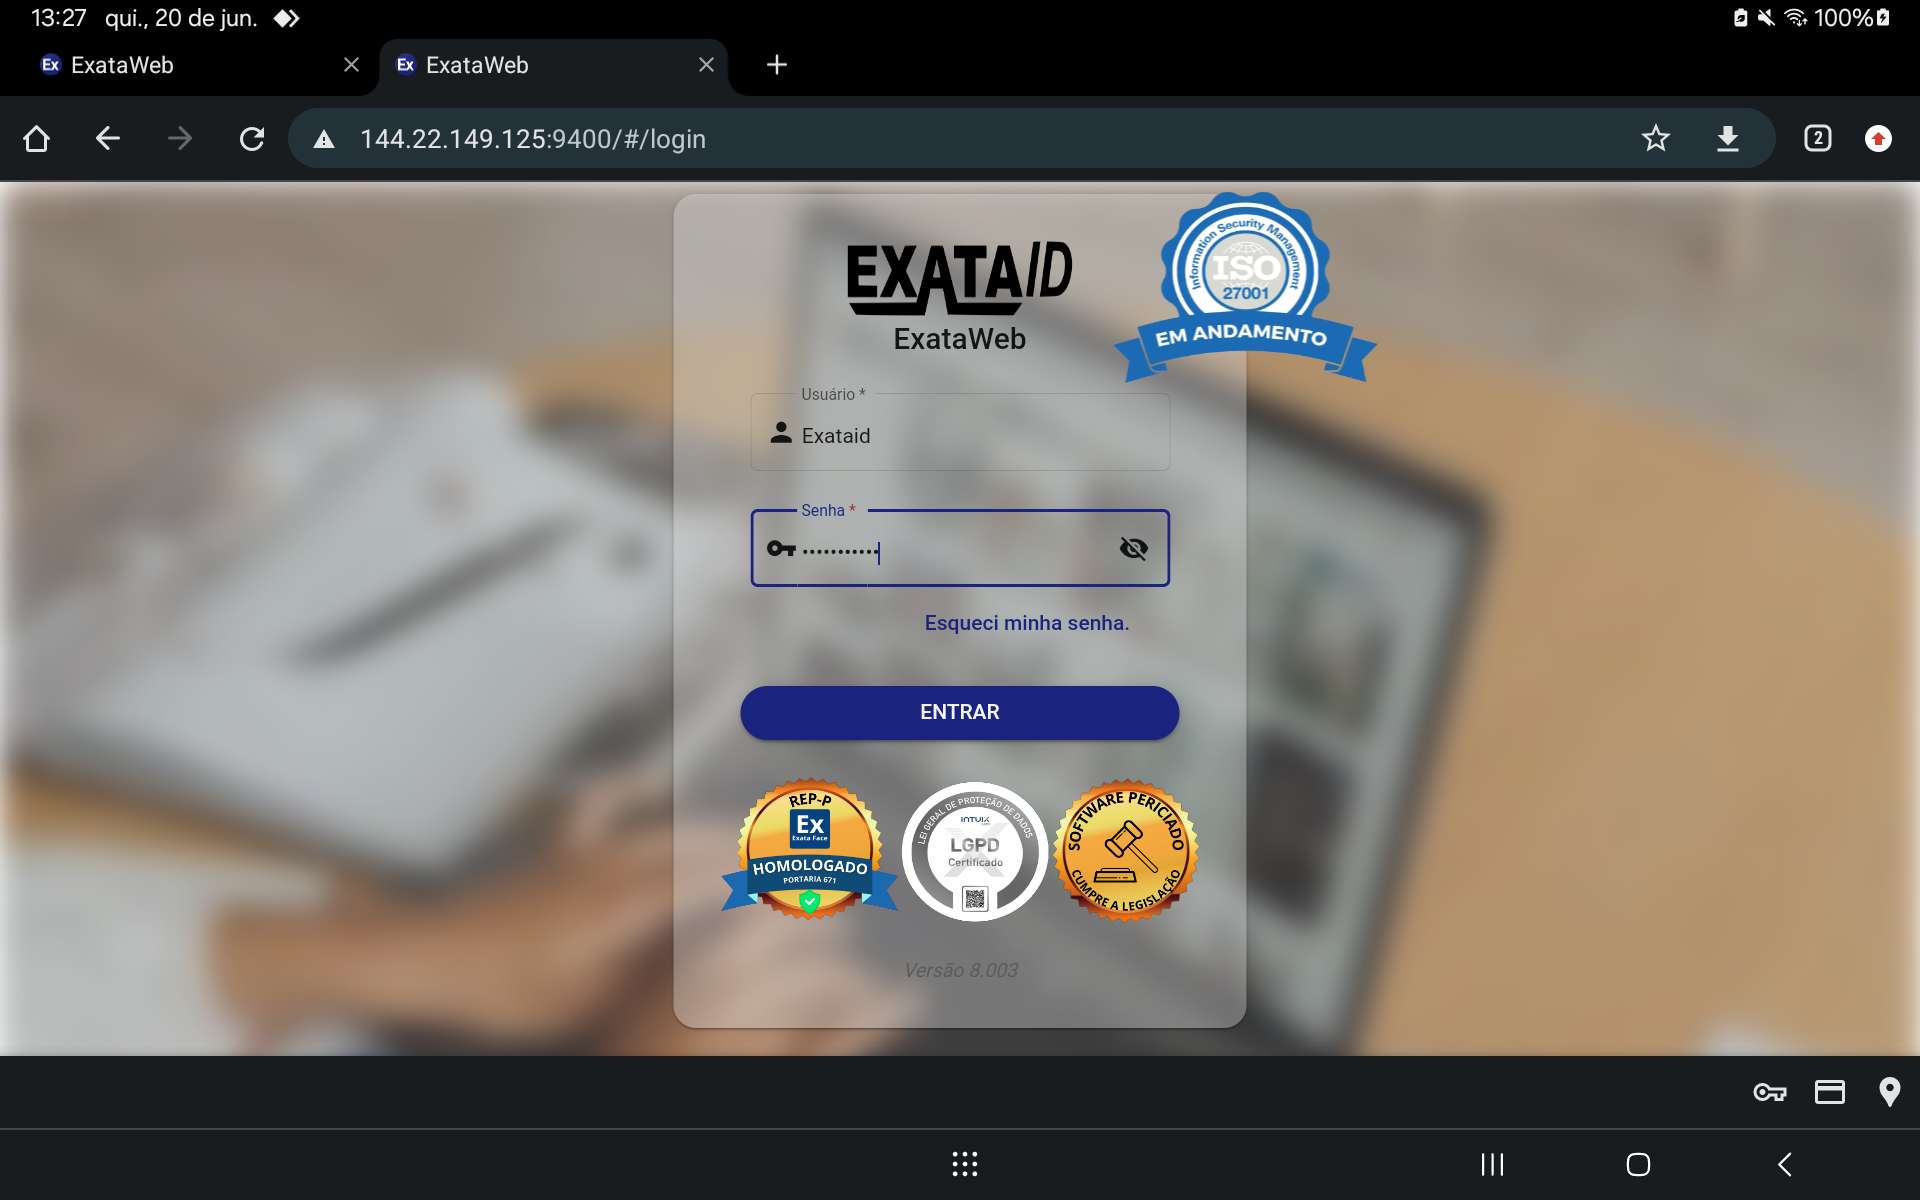 13:27 qui., 20 de jun. 100%
ExataWeb
ExataWeb
144.22.149.125:9400/#/login
2
EXATAID
ExataWeb
Information Security Management
ISO
27001
EM ANDAMENTO
Usuário *
Exataid
Senha *
•••••••••••
Esqueci minha senha.
ENTRAR
REP-P
Ex
Exata Face
HOMOLOGADO
PORTARIA 671
LEI GERAL DE PROTEÇÃO DE DADOS
INTUIX
LGPD
Certificado
SOFTWARE PERICIADO
CUMPRE A LEGISLAÇÃO
Versão 8.003